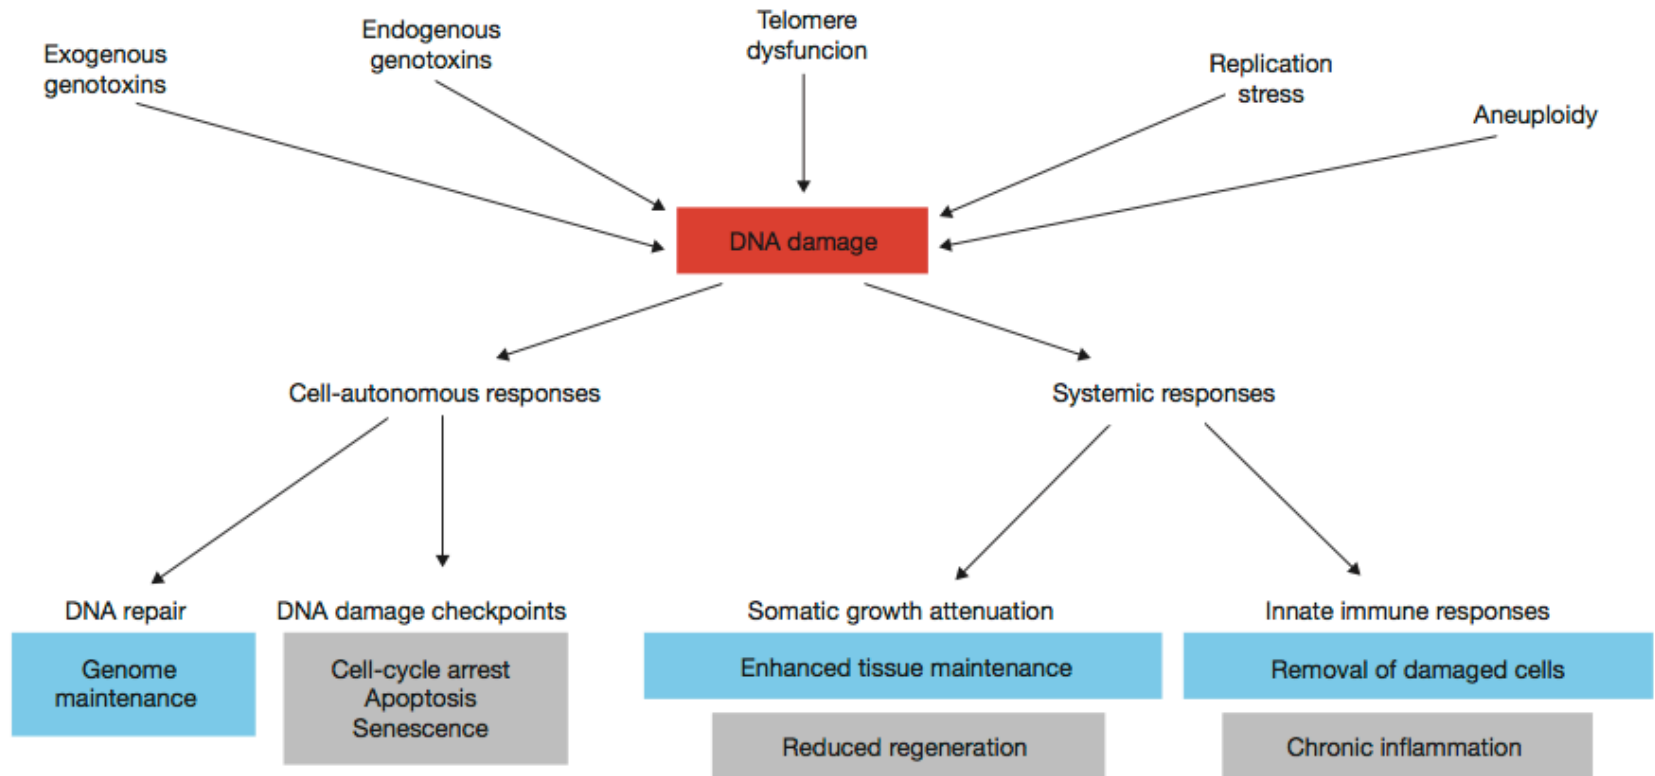 Exogenous
genotoxins
Endogenous
genotoxins
Telomere
dysfuncion
Replication
stress
Aneuploidy
DNA damage
Cell-autonomous responses
Systemic responses
DNA repair
Genome
maintenance
DNA damage checkpoints
Cell-cycle arrest
Apoptosis
Senescence
Somatic growth attenuation
Enhanced tissue maintenance
Reduced regeneration
Innate immune responses
Removal of damaged cells
Chronic inflammation